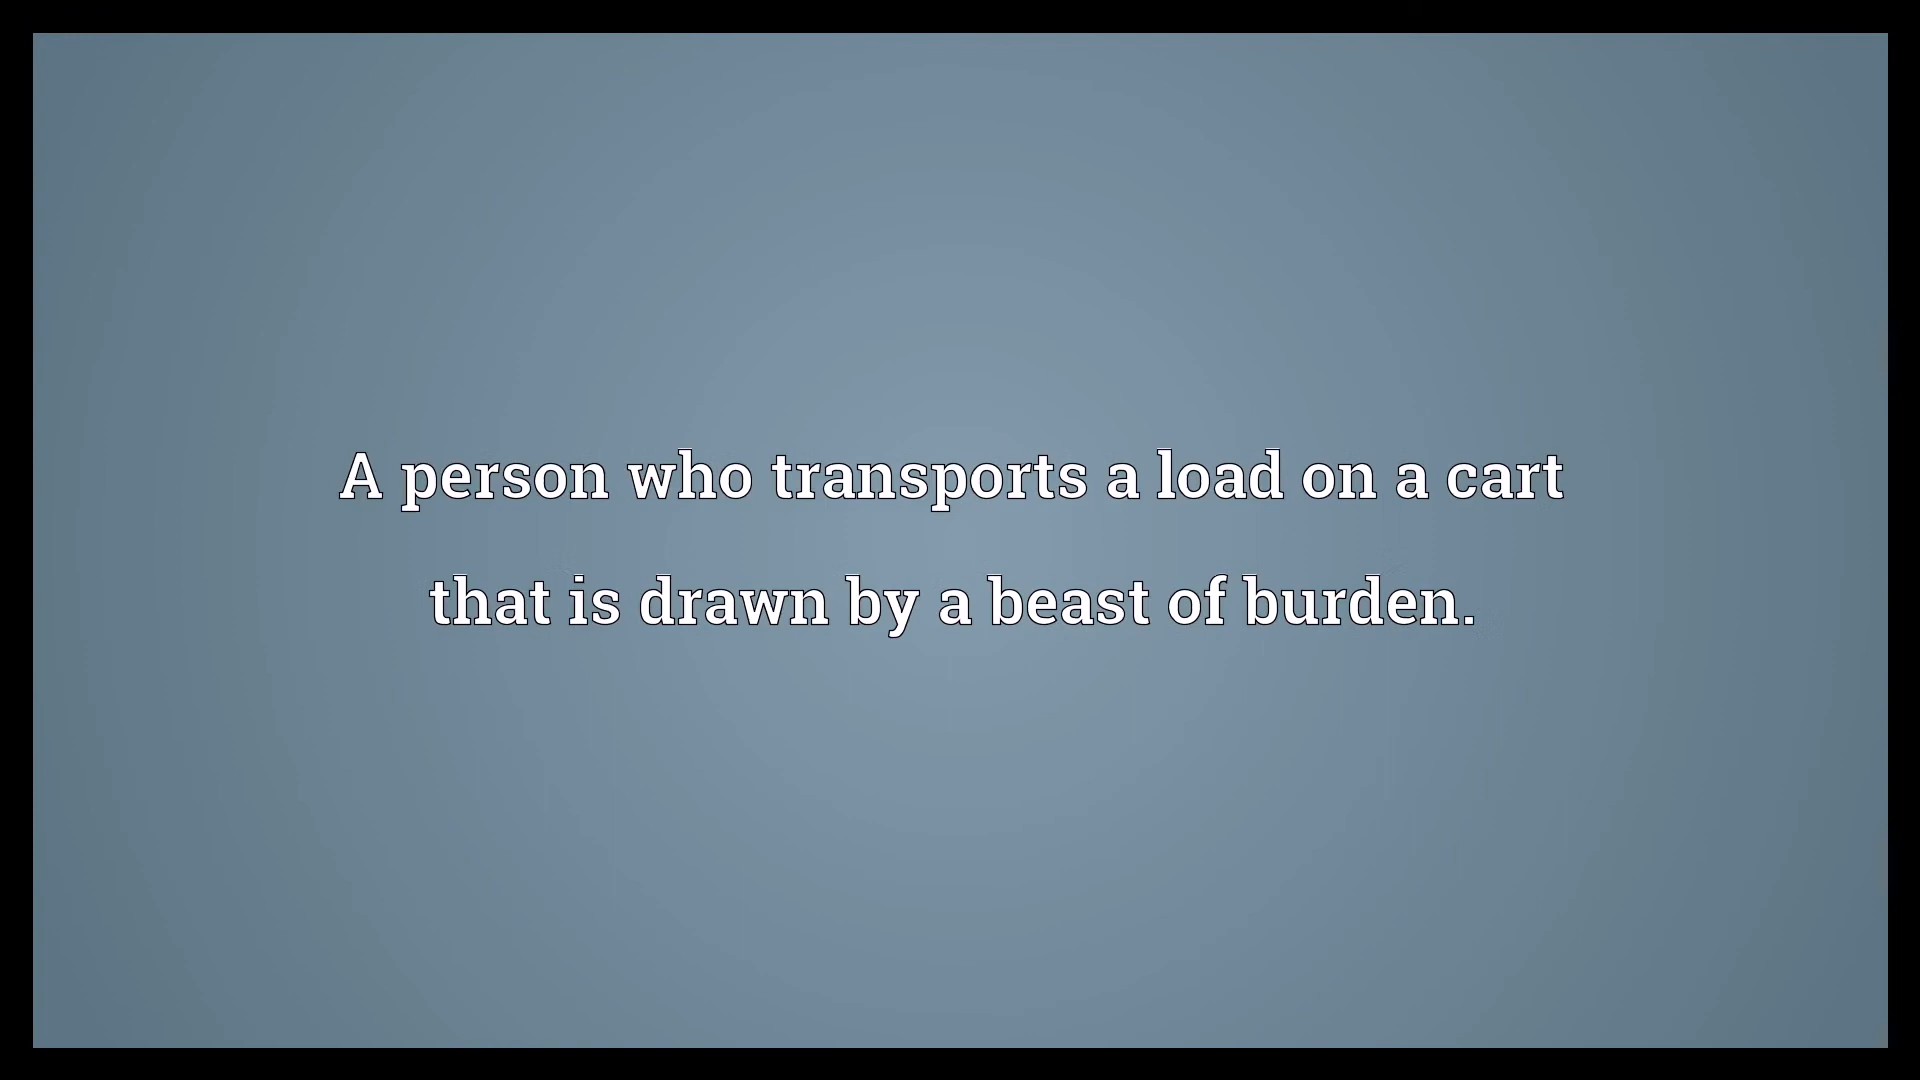 A person who transports a load on a cart
that is drawn by a beast of burden.